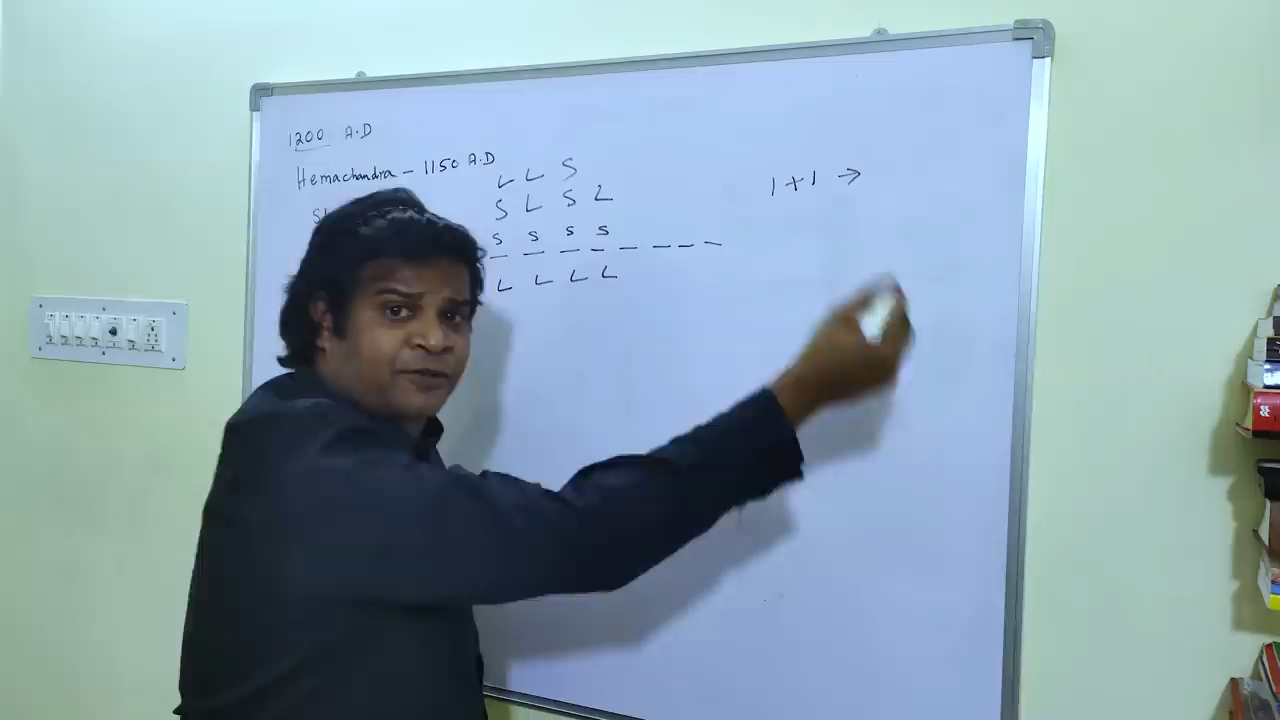 1200 A.D
Hemachandra - 1150 A.D
L L S
S L S L
S S S S
L L L L
1 + 1 →